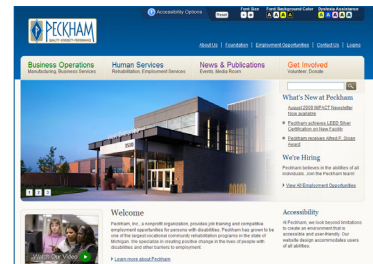 Accessibility Options
Reset
Font Size
Font Background Color
Dyslexia Assistance
PECKHAM
QUALITY DIVERSITY PERFORMANCE
About Us | Foundation | Employment Opportunities | Contact Us | Logins
Business Operations
Manufacturing, Business Services
Human Services
Rehabilitation, Employment Services
News & Publications
Events, Media Room
Get Involved
Volunteer, Donate
What's New at Peckham
August 2009 IMPACT Newsletter
Now available
Peckham achieves LEED Silver
Certification on New Facility
Peckham receives Alfred P. Sloan
Award
We're Hiring
Peckham believes in the abilities of all
individuals. Join the Peckham team!
View All Employment Opportunities
3510
1 2 3
Watch Our Video
Welcome
Peckham, Inc., a nonprofit organization, provides job training and competitive
employment opportunities for persons with disabilities. Peckham has grown to be
one of the largest vocational community rehabilitation programs in the state of
Michigan. We specialize in creating positive change in the lives of people with
disabilities and other barriers to employment.
Learn more about Peckham
Accessibility
At Peckham, we look beyond limitations
to create an environment that is
accessible and user-friendly. Our
website design accommodates users
of all abilities.